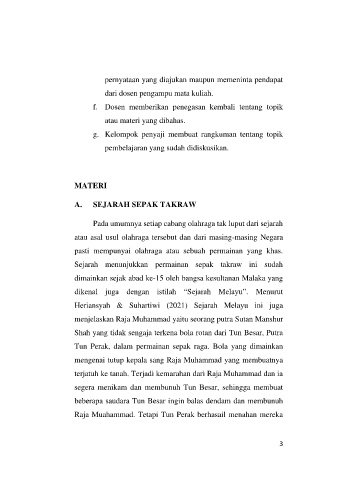 pernyataan yang diajukan maupun memeninta pendapat
dari dosen pengampu mata kuliah.
f. Dosen memberikan penegasan kembali tentang topik
atau materi yang dibahas.
g. Kelompok penyaji membuat rangkuman tentang topik
pembelajaran yang sudah didiskusikan.
MATERI
A. SEJARAH SEPAK TAKRAW
Pada umumnya setiap cabang olahraga tak luput dari sejarah
atau asal usul olahraga tersebut dan dari masing-masing Negara
pasti mempunyai olahraga atau sebuah permainan yang khas.
Sejarah menunjukkan permainan sepak takraw ini sudah
dimainkan sejak abad ke-15 oleh bangsa kesultanan Malaka yang
dikenal juga dengan istilah “Sejarah Melayu”. Menurut
Heriansyah & Suhartiwi (2021) Sejarah Melayu ini juga
menjelaskan Raja Muhammad yaitu seorang putra Sutan Manshur
Shah yang tidak sengaja terkena bola rotan dari Tun Besar, Putra
Tun Perak, dalam permainan sepak raga. Bola yang dimainkan
mengenai tutup kepala sang Raja Muhammad yang membuatnya
terjatuh ke tanah. Terjadi kemarahan dari Raja Muhammad dan ia
segera menikam dan membunuh Tun Besar, sehingga membuat
beberapa saudara Tun Besar ingin balas dendam dan membunuh
Raja Muahammad. Tetapi Tun Perak berhasail menahan mereka
3